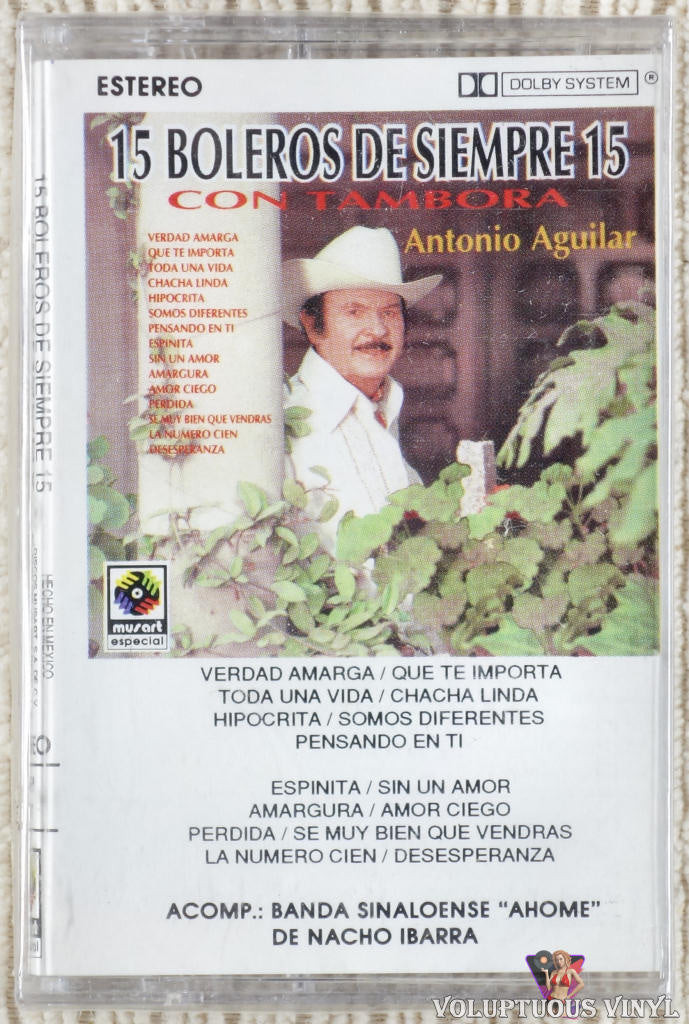 ESTEREO
DOLBY SYSTEM ®
15 BOLEROS DE SIEMPRE 15
CON TAMBORA
Antonio Aguilar
VERDAD AMARGA
QUE TE IMPORTA
TODA UNA VIDA
CHACHA LINDA
HIPOCRITA
SOMOS DIFERENTES
PENSANDO EN TI
ESPINITA
SIN UN AMOR
AMARGURA
AMOR CIEGO
PERDIDA
SE MUY BIEN QUE VENDRAS
LA NUMERO CIEN
DESESPERANZA
musart
especial
VERDAD AMARGA / QUE TE IMPORTA
TODA UNA VIDA / CHACHA LINDA
HIPOCRITA / SOMOS DIFERENTES
PENSANDO EN TI
ESPINITA / SIN UN AMOR
AMARGURA / AMOR CIEGO
PERDIDA / SE MUY BIEN QUE VENDRAS
LA NUMERO CIEN / DESESPERANZA
ACOMP.: BANDA SINALOENSE "AHOME"
DE NACHO IBARRA
15 BOLEROS DE SIEMPRE 15
HECHO EN MEXICO
DISCOS MUSART, S.A. DE C.V.
VOLUPTUOUS VINYL